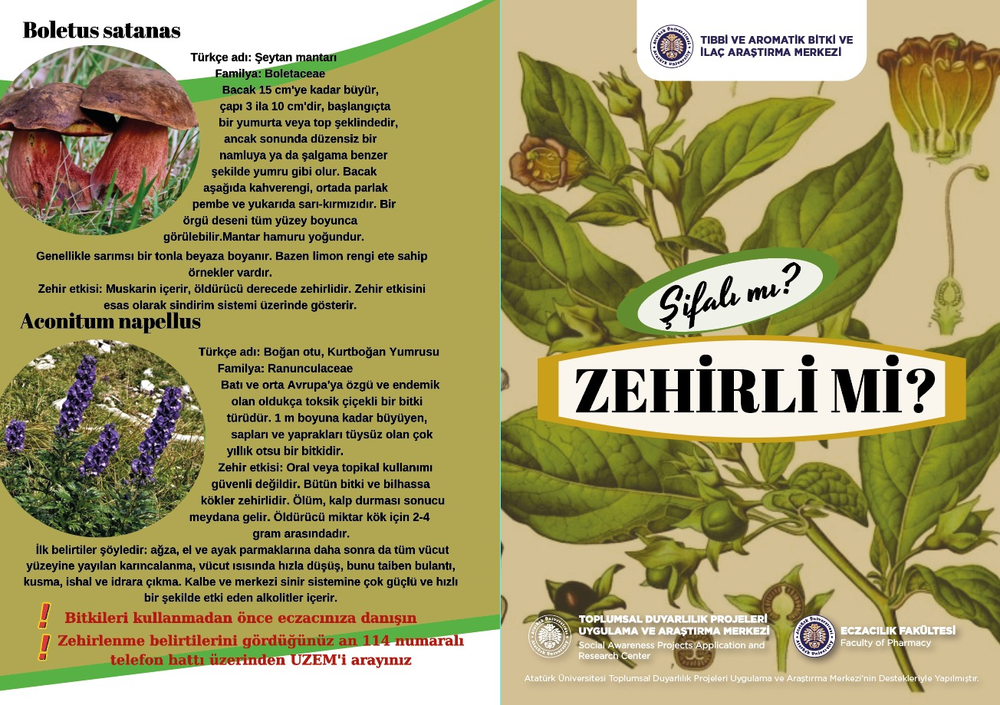 Boletus satanas
Türkçe adı: Şeytan mantarı
Familya: Boletaceae
Bacak 15 cm'ye kadar büyür,
çapı 3 ila 10 cm'dir, başlangıçta
bir yumurta veya top şeklindedir,
ancak sonunda düzensiz bir
namluya ya da şalgama benzer
şekilde yumru gibi olur. Bacak
aşağıda kahverengi, ortada parlak
pembe ve yukarıda sarı-kırmızıdır. Bir
örgü deseni tüm yüzey boyunca
görülebilir.Mantar hamuru yoğundur.
Genellikle sarımsı bir tonla beyaza boyanır. Bazen limon rengi ete sahip
örnekler vardır.
Zehir etkisi: Muskarin içerir, öldürücü derecede zehirlidir. Zehir etkisini
esas olarak sindirim sistemi üzerinde gösterir.
Aconitum napellus
Türkçe adı: Boğan otu, Kurtboğan Yumrusu
Familya: Ranunculaceae
Batı ve orta Avrupa'ya özgü ve endemik
olan oldukça toksik çiçekli bir bitki
türüdür. 1 m boyuna kadar büyüyen,
sapları ve yaprakları tüysüz olan çok
yıllık otsu bir bitkidir.
Zehir etkisi: Oral veya topikal kullanımı
güvenli değildir. Bütün bitki ve bilhassa
kökler zehirlidir. Ölüm, kalp durması sonucu
meydana gelir. Öldürücü miktar kök için 2-4
gram arasındadır.
İlk belirtiler şöyledir: ağza, el ve ayak parmaklarına daha sonra da tüm vücut
yüzeyine yayılan karıncalanma, vücut ısısında hızla düşüş, bunu taiben bulantı,
kusma, ishal ve idrara çıkma. Kalbe ve merkezi sinir sistemine çok güçlü ve hızlı
bir şekilde etki eden alkolitler içerir.
! Bitkileri kullanmadan önce eczacınıza danışın
! Zehirlenme belirtilerini gördüğünüz an 114 numaralı
telefon hattı üzerinden UZEM'i arayınız
TIBBİ VE AROMATİK BİTKİ VE
İLAÇ ARAŞTIRMA MERKEZİ
Şifalı mı?
ZEHİRLİ Mİ?
TOPLUMSAL DUYARLILIK PROJELERİ
UYGULAMA VE ARAŞTIRMA MERKEZİ
Social Awareness Projects Application and
Research Center
ECZACILIK FAKÜLTESİ
Faculty of Pharmacy
Atatürk Üniversitesi Toplumsal Duyarlılık Projeleri Uygulama ve Araştırma Merkezi'nin Destekleriyle Yapılmıştır.